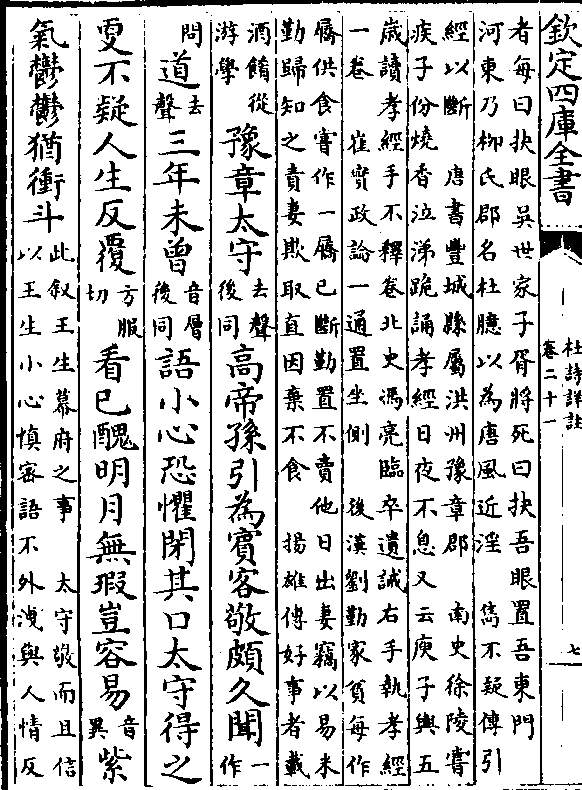 欽定四庫全書
杜詩詳註
卷二十一
七
者每曰抉眼吳世家子胥將死曰抉吾眼置吾東門
河東乃柳氏郡名杜臆以為唐風近淫 雋不疑傳引
經以斷 唐書豐城縣屬洪州豫章郡 南史徐陵嘗
疾子份燒香泣涕跪誦孝經日夜不息又云庾子輿五
歲讀孝經手不釋卷北史馮亮臨卒遺誡右手執孝經
一卷 崔寔政論一通置坐側 後漢劉勤家貧每作
屩供食嘗作一屩已斷勤置不賣他日出妻竊以易米
勤歸知之責妻欺取直因棄不食 揚雄傳好事者載
酒餚從游學 豫章太守去聲後同高帝孫引為賓客敬頗久聞一作
問道去聲三年未曾音層後同語小心恐懼閉其口太守得之
更不疑人生反覆方服切看已醜明月無瑕豈容易音異紫
氣鬱鬱猶衝斗此叙王生幕府之事 太守敬而且信以王生小心慎密語不外洩與人情反